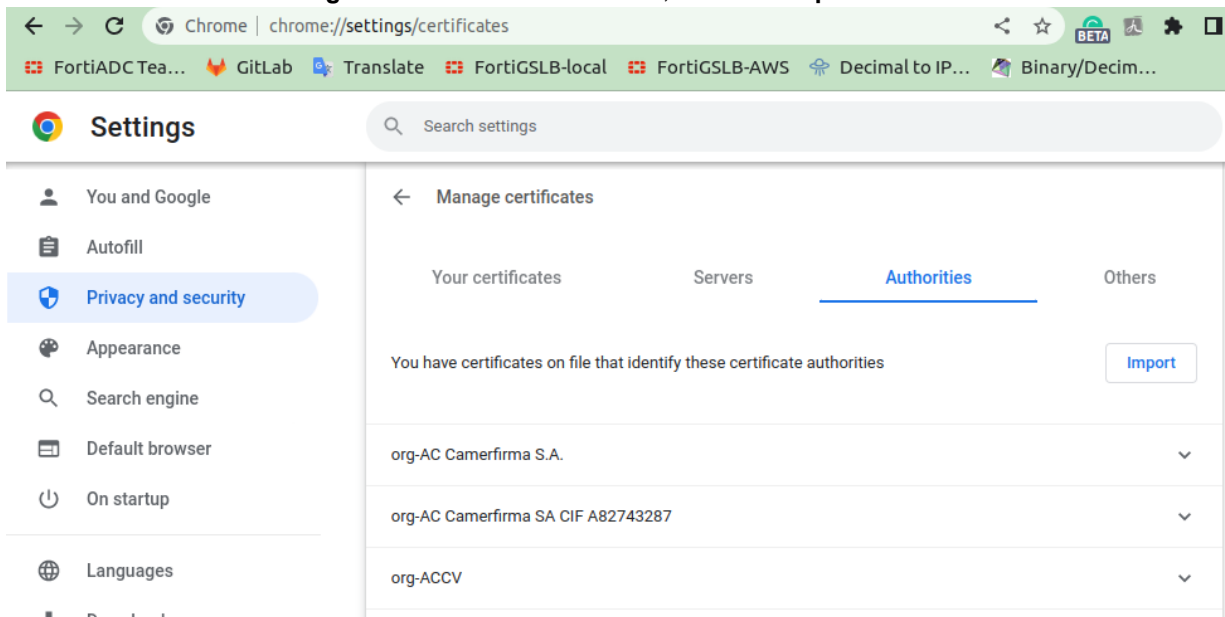 Chrome | chrome://settings/certificates
BETA
FortiADC Tea... GitLab Translate FortiGSLB-local FortiGSLB-AWS Decimal to IP... Binary/Decim...
Settings
Search settings
You and Google
Autofill
Privacy and security
Appearance
Search engine
Default browser
On startup
Languages
Manage certificates
Your certificates Servers Authorities Others
You have certificates on file that identify these certificate authorities Import
org-AC Camerfirma S.A.
org-AC Camerfirma SA CIF A82743287
org-ACCV